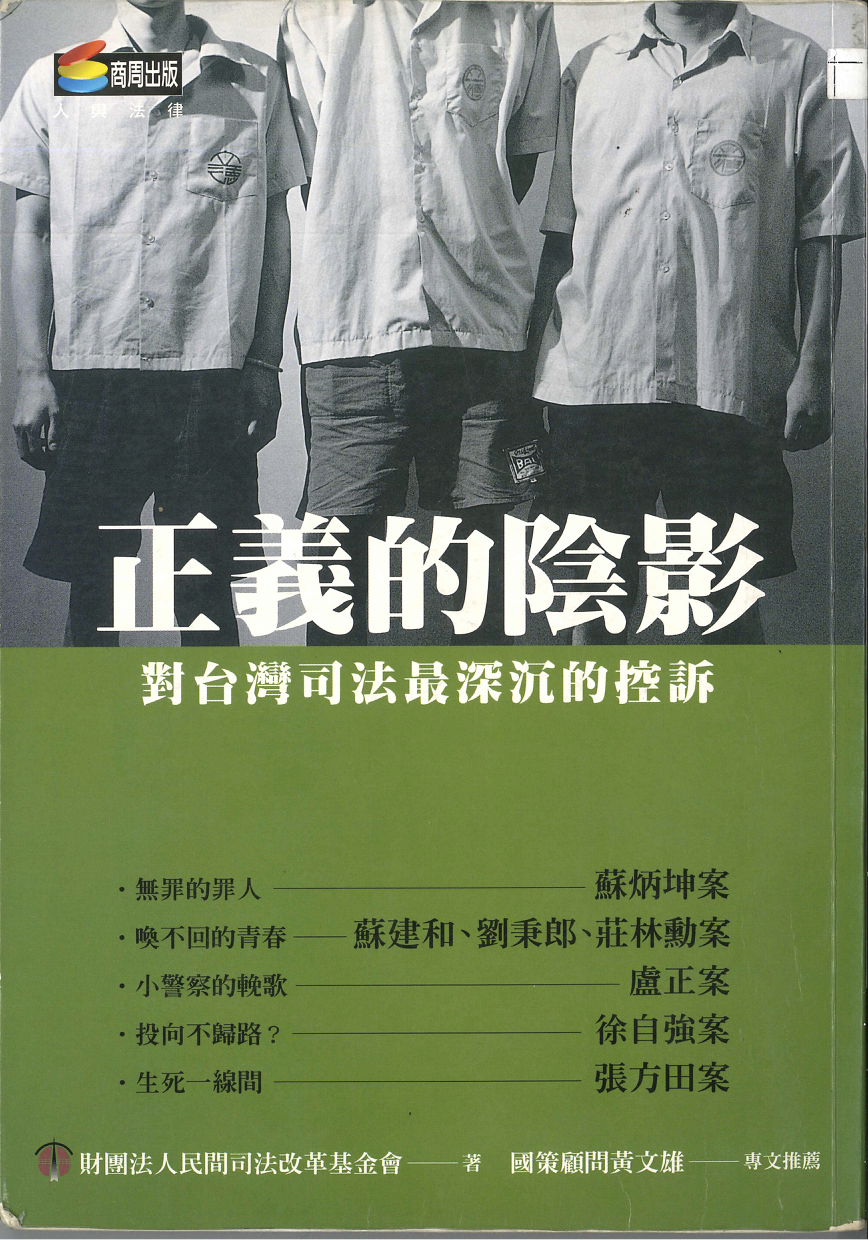 商周出版
人與法律
BAD
正義的陰影
對台灣司法最深沉的控訴
・無罪的罪人——蘇炳坤案
・喚不回的青春——蘇建和、劉秉郎、莊林勳案
・小警察的輓歌——盧正案
・投向不歸路？——徐自強案
・生死一線間——張方田案
財團法人民間司法改革基金會——著 國策顧問黃文雄——專文推薦